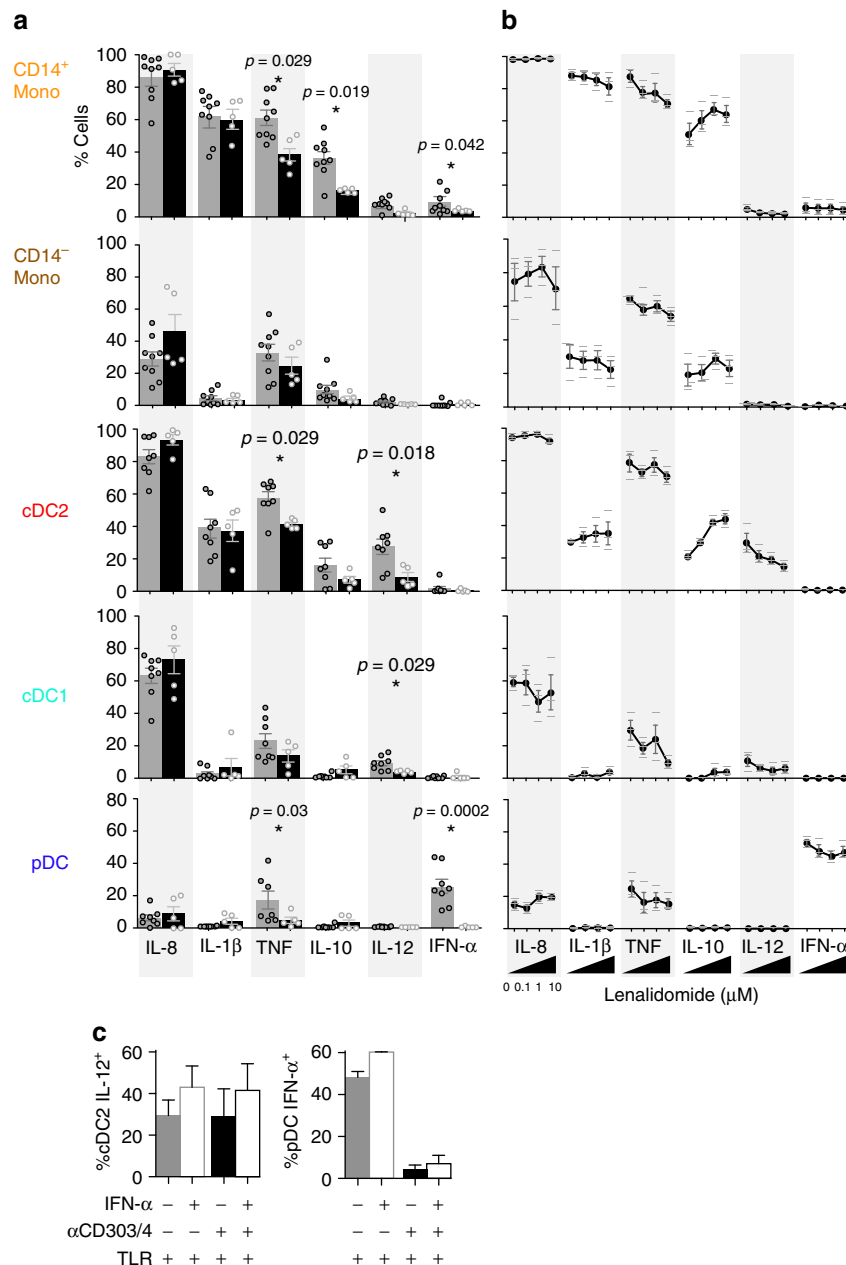 a
b
CD14+
Mono
% Cells
100
80
60
40
20
0
p = 0.029
*
p = 0.019
*
p = 0.042
*
CD14−
Mono
80
60
40
20
0
cDC2
100
80
60
40
20
0
p = 0.029
*
p = 0.018
*
cDC1
80
60
40
20
0
p = 0.029
*
pDC
80
60
40
20
0
p = 0.03
*
p = 0.0002
*
IL-8 IL-1β TNF IL-10 IL-12 IFN-α
IL-8 IL-1β TNF IL-10 IL-12 IFN-α
0 0.1 1 10
Lenalidomide (μM)
c
%cDC2 IL-12+
60
40
20
0
%pDC IFN-α+
60
40
20
0
IFN-α − + − + − + − +
αCD303/4 − − + + − − + +
TLR + + + + + + + +